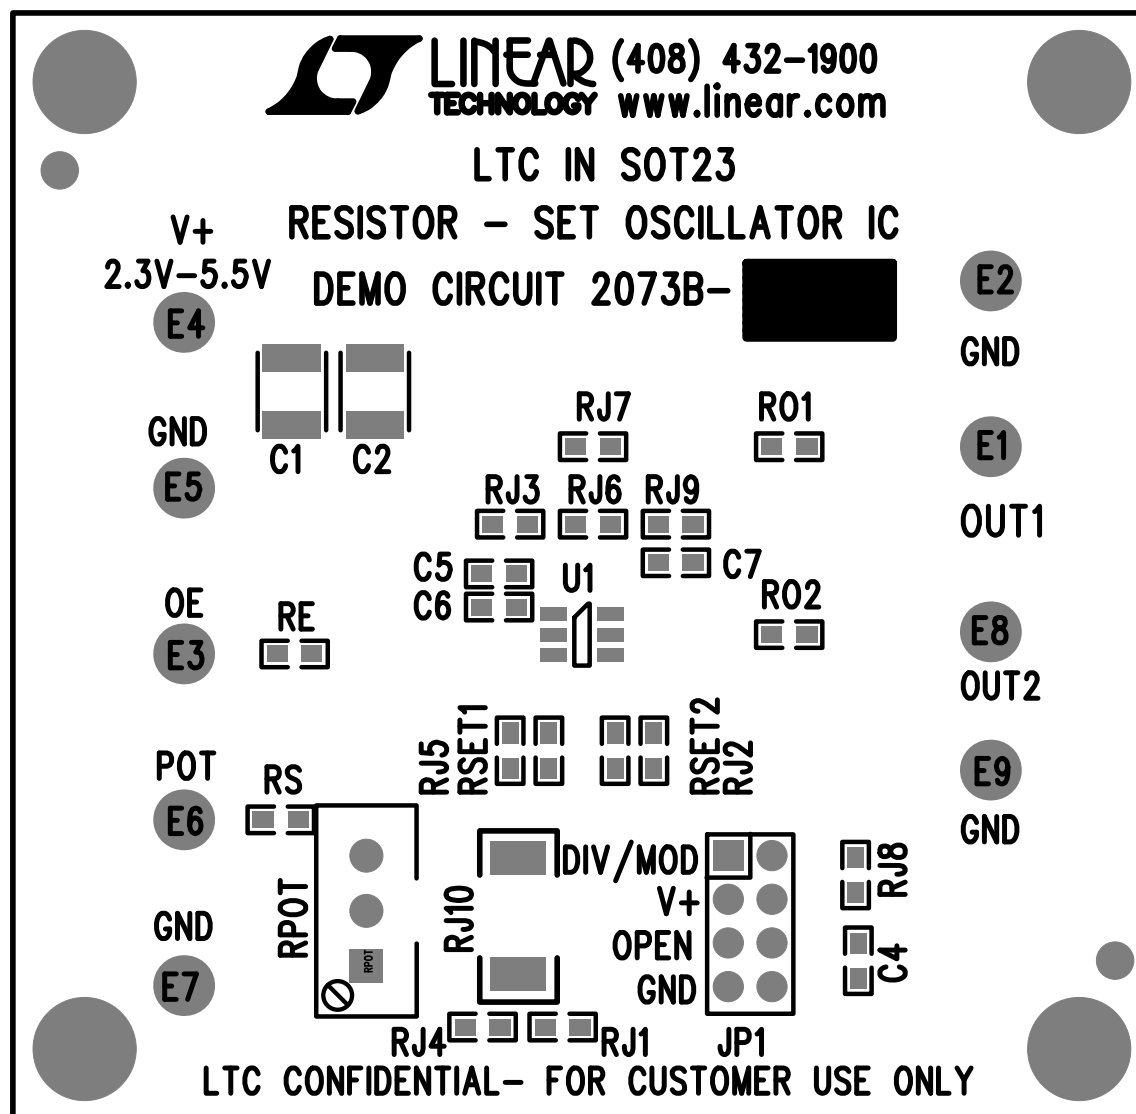 LINEAR (408) 432-1900
TECHNOLOGY www.linear.com
LTC IN SOT23
RESISTOR - SET OSCILLATOR IC
DEMO CIRCUIT 2073B-
V+
2.3V-5.5V
E4
E2
GND
C1
C2
GND
E5
RJ7
RO1
E1
RJ3
RJ6
RJ9
OUT1
C5
C6
U1
C7
RO2
OE
E3
RE
E8
OUT2
RJ5
RSET1
RSET2
RJ2
E9
GND
POT
E6
RS
RPOT
RPOT
RJ10
DIV/MOD
V+
OPEN
GND
RJ8
C4
GND
E7
RJ4
RJ1
JP1
LTC CONFIDENTIAL- FOR CUSTOMER USE ONLY